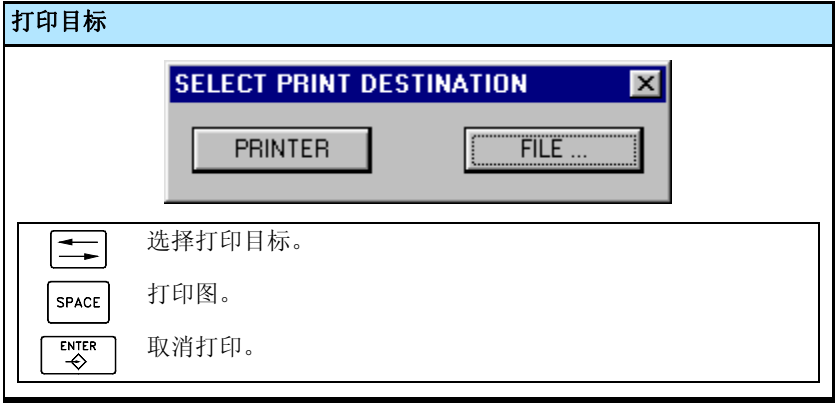 打印目标
SELECT PRINT DESTINATION
PRINTER FILE ...
选择打印目标。
SPACE 打印图。
ENTER 取消打印。